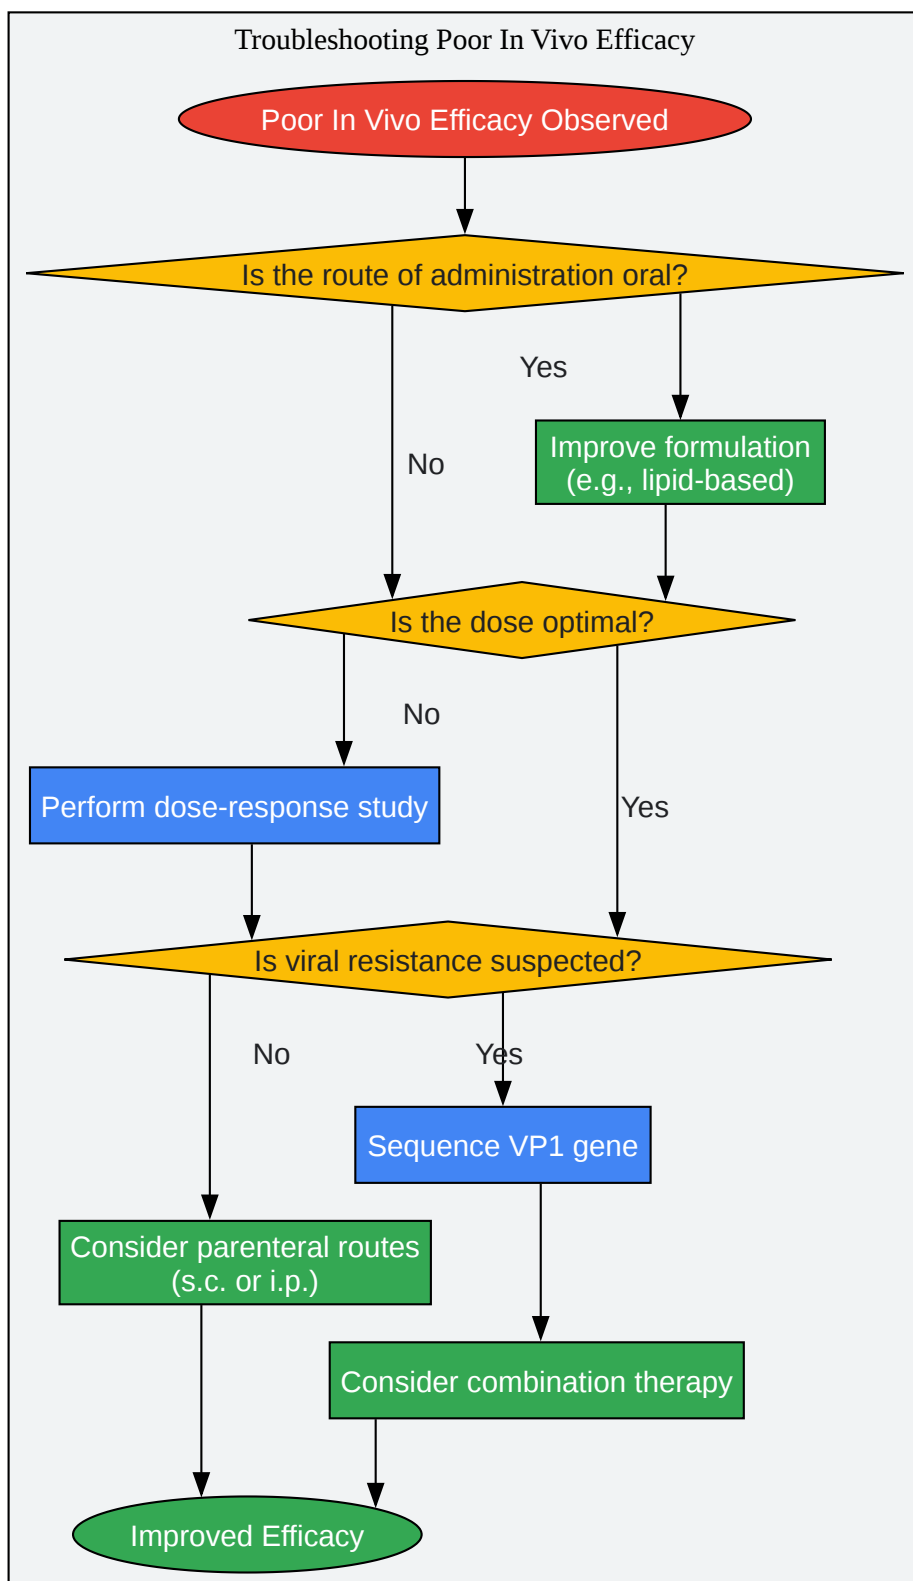 Troubleshooting Poor In Vivo Efficacy
Poor In Vivo Efficacy Observed
Is the route of administration oral?
Yes
Improve formulation
(e.g., lipid-based)
No
Is the dose optimal?
No
Perform dose-response study
Yes
Is viral resistance suspected?
No
Yes
Sequence VP1 gene
Consider parenteral routes
(s.c. or i.p.)
Consider combination therapy
Improved Efficacy